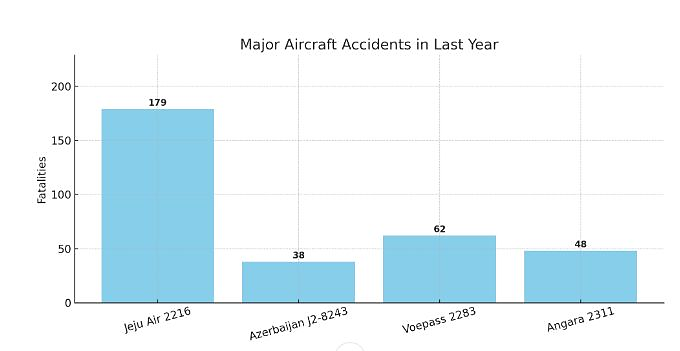 Major Aircraft Accidents in Last Year
Fatalities
200
150
100
50
0
179
38
62
48
Jeju Air 2216
Azerbaijan J2-8243
Voepass 2283
Angara 2311